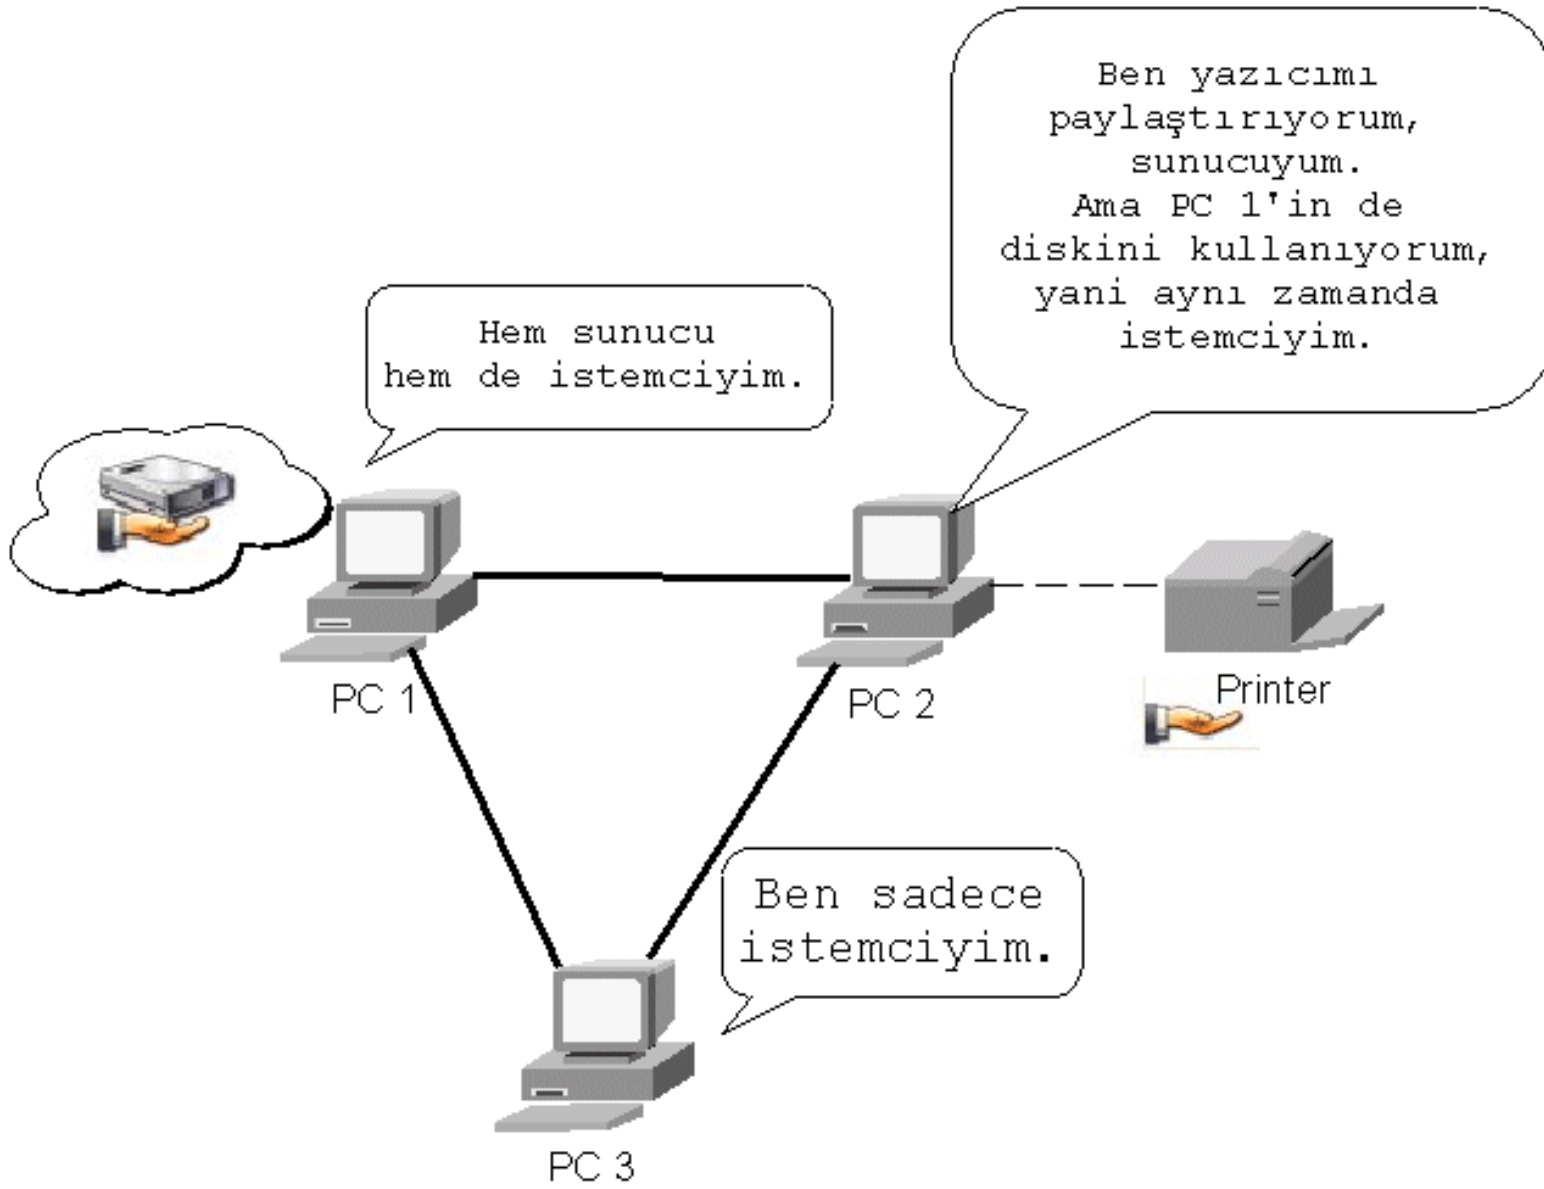 Ben yazıcımı
paylaştırıyorum,
sunucuyum.
Ama PC 1'in de
diskini kullanıyorum,
yani aynı zamanda
istemciyim.
Hem sunucu
hem de istemciyim.
PC 1
PC 2
Printer
Ben sadece
istemciyim.
PC 3